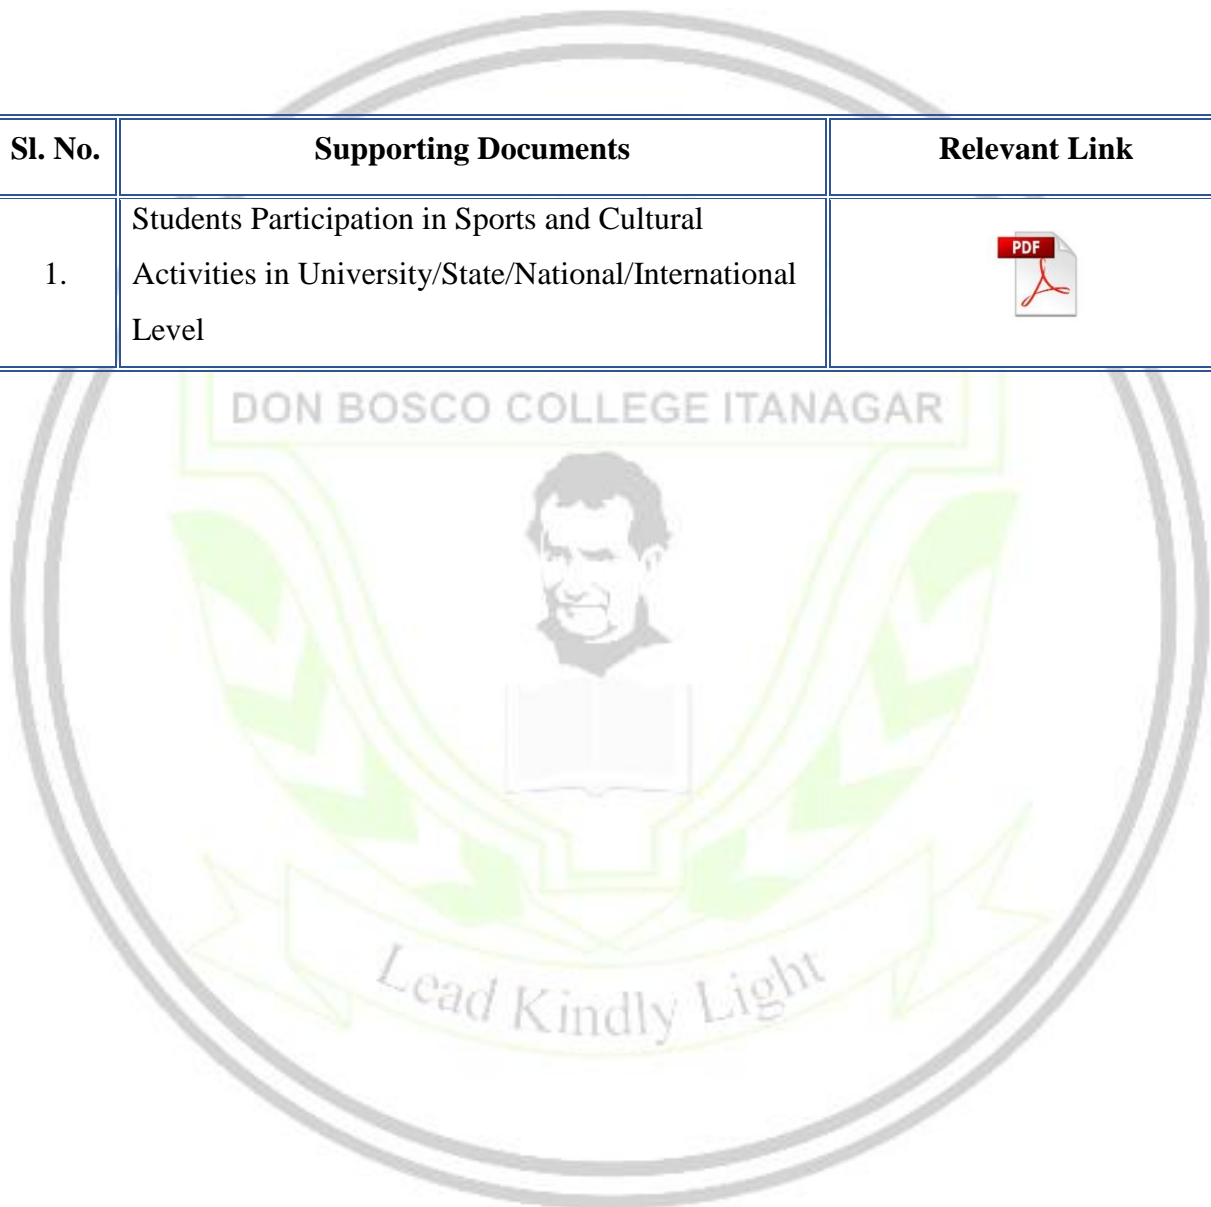 Sl. No.
Supporting Documents
Relevant Link
1.
Students Participation in Sports and Cultural
Activities in University/State/National/International
Level
PDF
DON BOSCO COLLEGE ITANAGAR
Lead Kindly Light